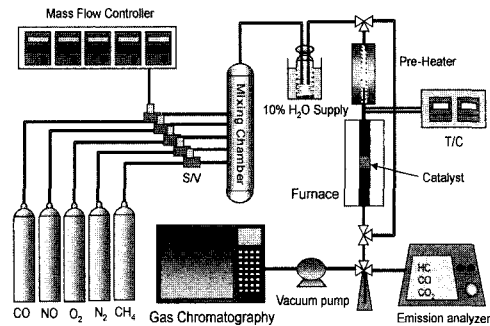 Mass Flow Controller
Mixing Chamber
10% H₂O Supply
Pre-Heater
T/C
S/V
Furnace
Catalyst
CO NO O₂ N₂ CH₄
Gas Chromatography
Vacuum pump
HC
CO
CO₂
Emission analyzer